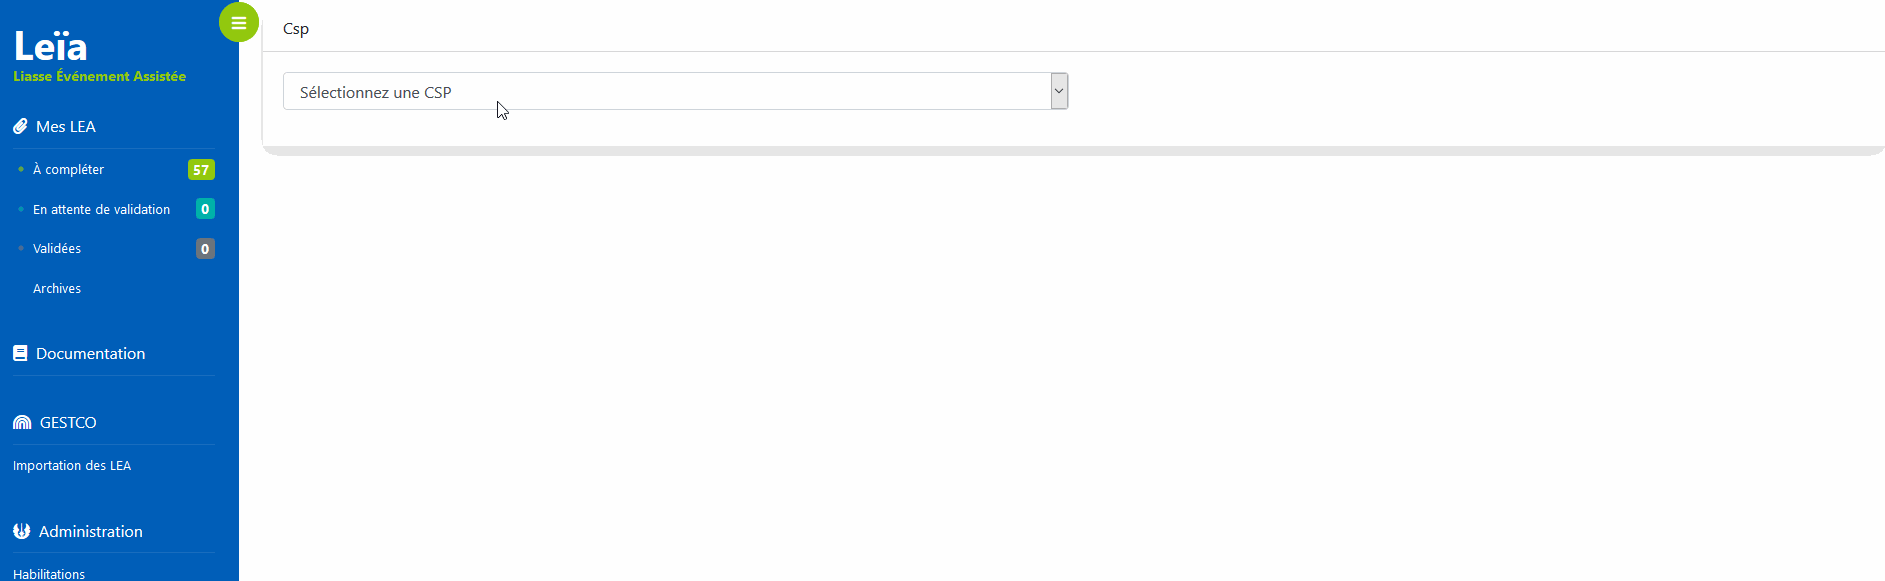 Leïa
Liasse Événement Assistée
Mes LEA
À compléter 57
En attente de validation 0
Validées 0
Archives
Documentation
GESTCO
Importation des LEA
Administration
Habilitations
Csp
Sélectionnez une CSP